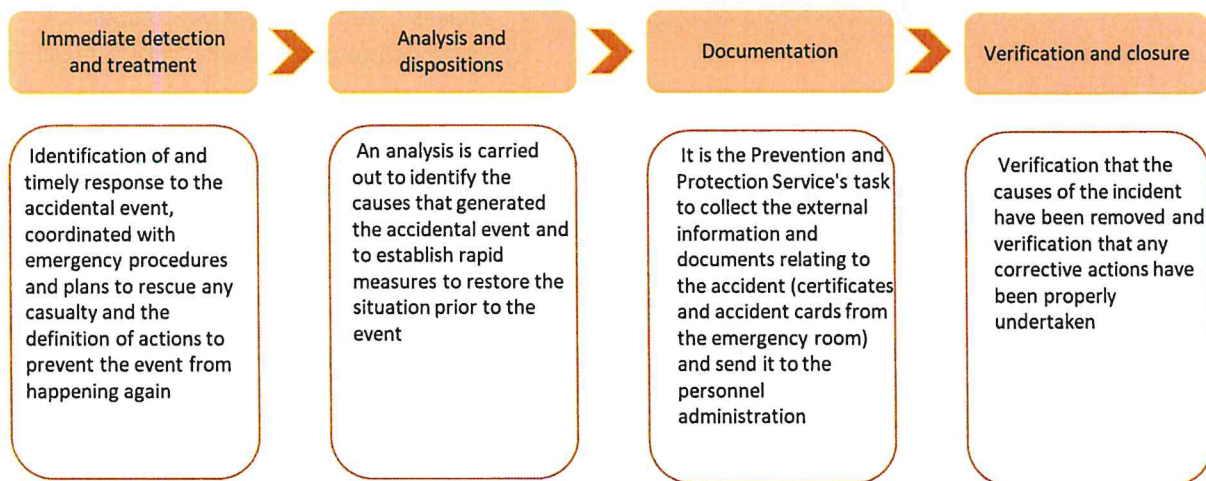 Immediate detection
and treatment
Analysis and
dispositions
Documentation
Verification and closure
Identification of and
timely response to the
accidental event,
coordinated with
emergency procedures
and plans to rescue any
casualty and the
definition of actions to
prevent the event from
happening again
An analysis is carried
out to identify the
causes that generated
the accidental event and
to establish rapid
measures to restore the
situation prior to the
event
It is the Prevention and
Protection Service's task
to collect the external
information and
documents relating to
the accident (certificates
and accident cards from
the emergency room)
and send it to the
personnel
administration
Verification that the
causes of the incident
have been removed and
verification that any
corrective actions have
been properly
undertaken